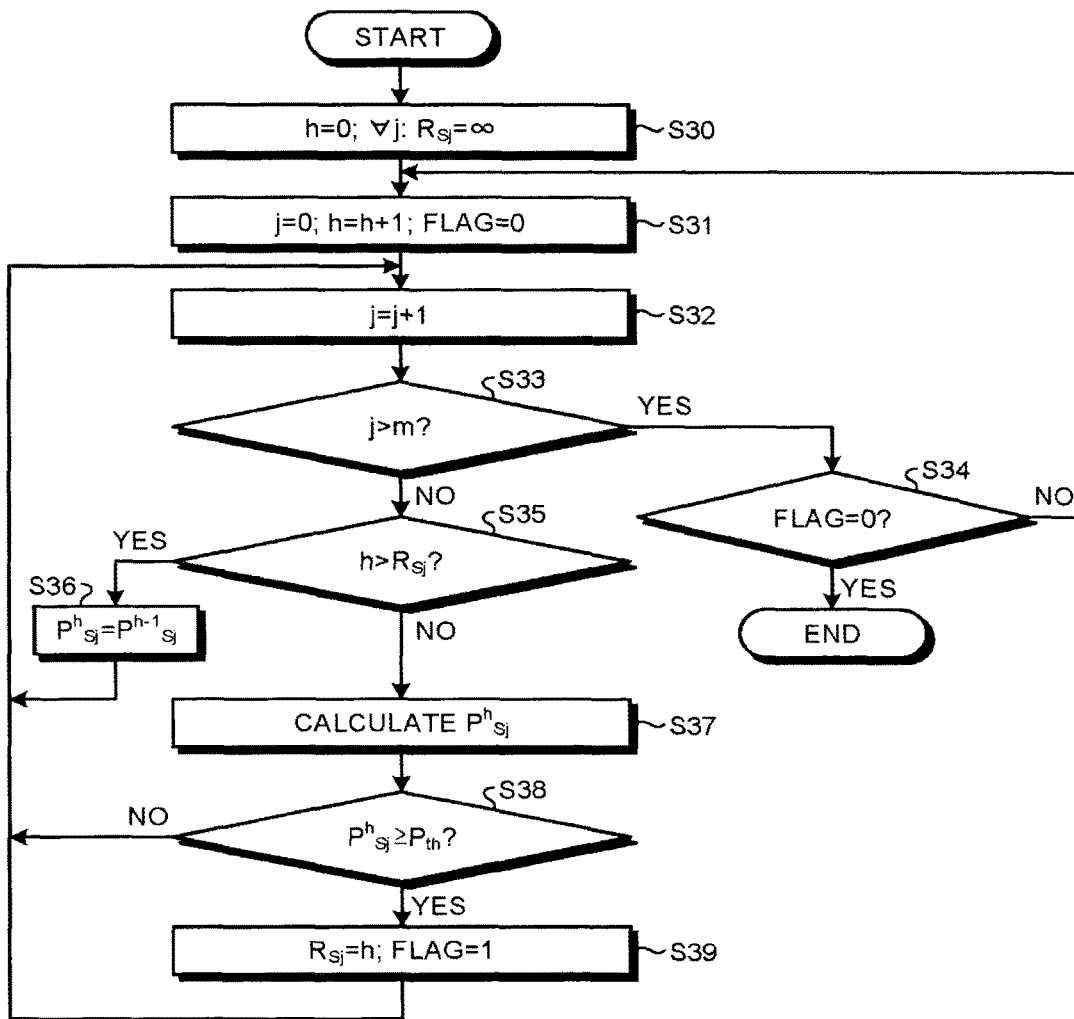 START
h=0; ∀j: R_Sj=∞
S30
j=0; h=h+1; FLAG=0
S31
j=j+1
S32
S33
j>m?
YES
NO
S34
FLAG=0?
NO
YES
END
S35
YES
h>R_Sj?
NO
S36
P^h_Sj=P^h-1_Sj
CALCULATE P^h_Sj
S37
S38
NO
P^h_Sj≥P_th?
YES
R_Sj=h; FLAG=1
S39